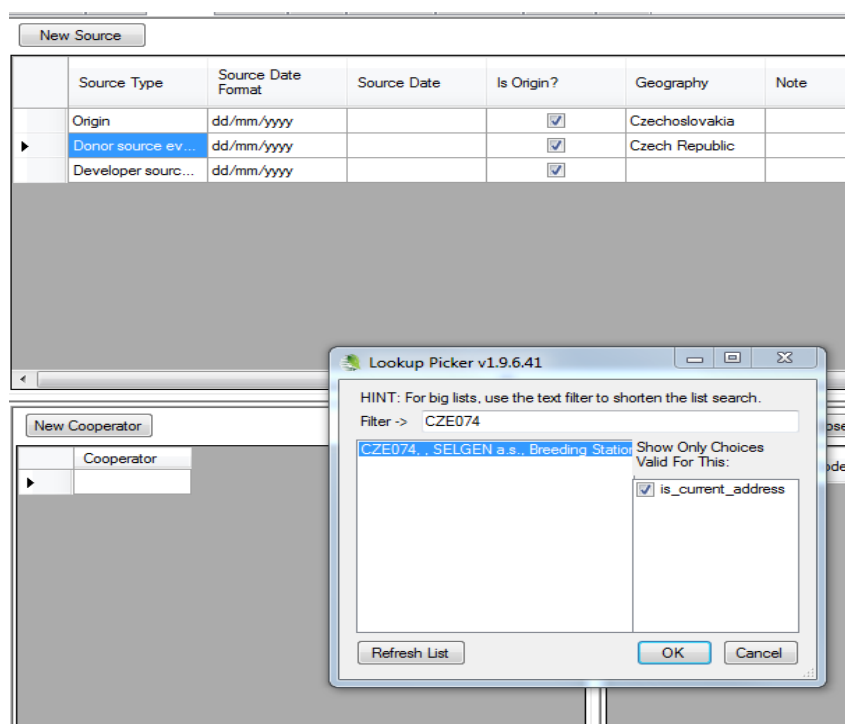 New Source
Source Type Source Date Format Source Date Is Origin? Geography Note
Origin dd/mm/yyyy Czechoslovakia
Donor source ev... dd/mm/yyyy Czech Republic
Developer sourc... dd/mm/yyyy
Lookup Picker v1.9.6.41
HINT: For big lists, use the text filter to shorten the list search.
Filter -> CZE074
CZE074, , SELGEN a.s., Breeding Station
Show Only Choices
Valid For This:
is_current_address
Refresh List OK Cancel
New Cooperator
Cooperator